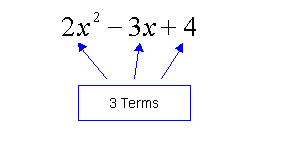 2x² − 3x + 4
3 Terms